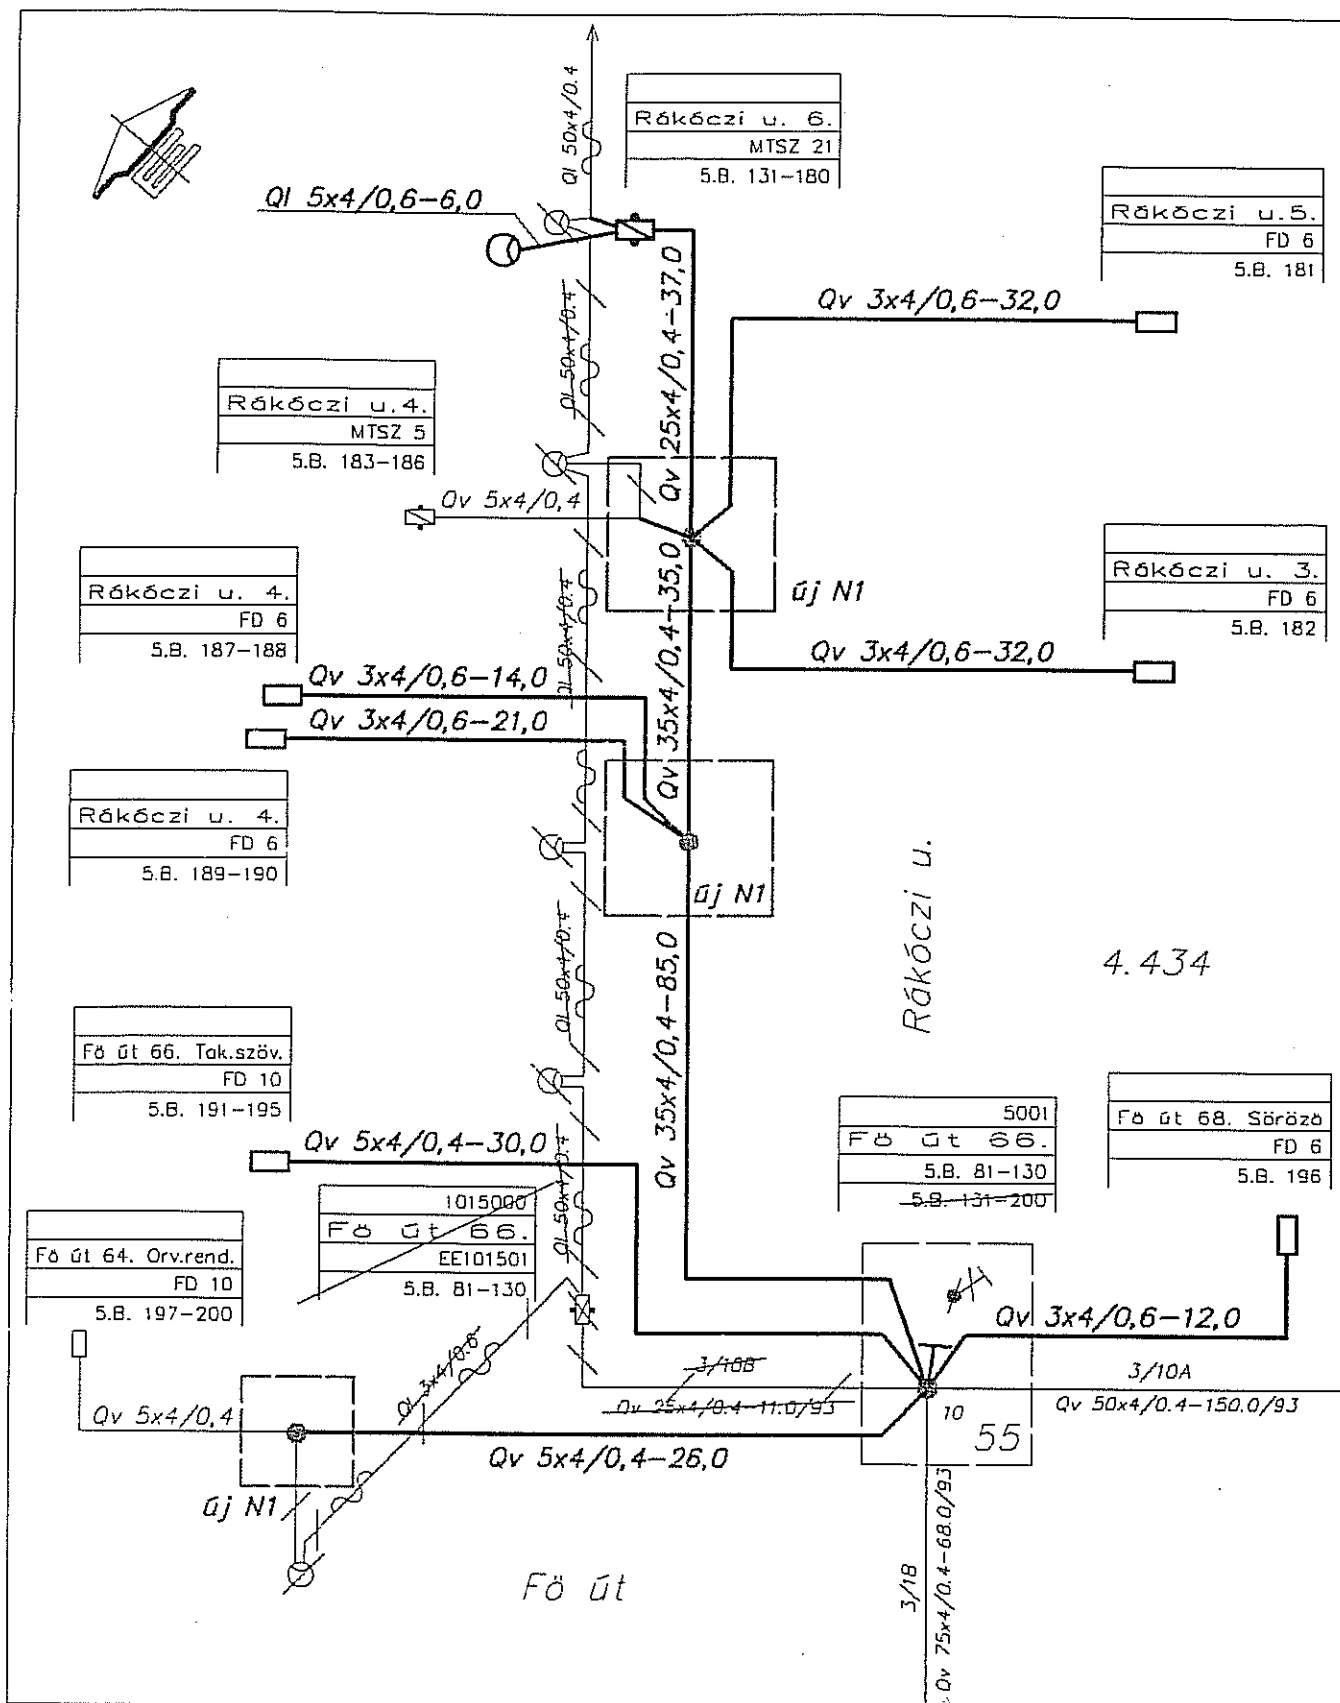 Ql 50x4/0.4
Rákóczi u. 6.
MTSZ 21
5.B. 131-180
Ql 5x4/0,6-6,0
Rákóczi u.5.
FD 6
5.B. 181
Qv 3x4/0,6-32,0
Qv 25x4/0,4-37,0
Ql 50x4/0.4
Rákóczi u.4.
MTSZ 5
5.B. 183-186
Qv 5x4/0,4
új N1
Rákóczi u. 3.
FD 6
5.B. 182
Qv 3x4/0,6-32,0
Rákóczi u. 4.
FD 6
5.B. 187-188
Qv 3x4/0,6-14,0
Qv 3x4/0,6-21,0
Ql 50x4/0.4
Qv 35x4/0,4-35,0
Rákóczi u. 4.
FD 6
5.B. 189-190
új N1
Rákóczi u.
4.434
Ql 50x4/0.4
Qv 35x4/0,4-85,0
Fő út 66. Tak.szöv.
FD 10
5.B. 191-195
Qv 5x4/0,4-30,0
Ql 50x4/0.4
5001
Fő út 66.
5.B. 81-130
5.B. 131-200
Fő út 68. Söröző
FD 6
5.B. 196
1015000
Fő út 66.
EE101501
5.B. 81-130
Fő út 64. Orv.rend.
FD 10
5.B. 197-200
Qv 3x4/0,6-12,0
Ql 3x4/0.6
3/10B
Qv 25x4/0.4-11.0/93
3/10A
Qv 50x4/0.4-150.0/93
10
55
Qv 5x4/0,4
Qv 5x4/0,4-26,0
új N1
Fő út
3/1B
Qv 75x4/0.4-68.0/93